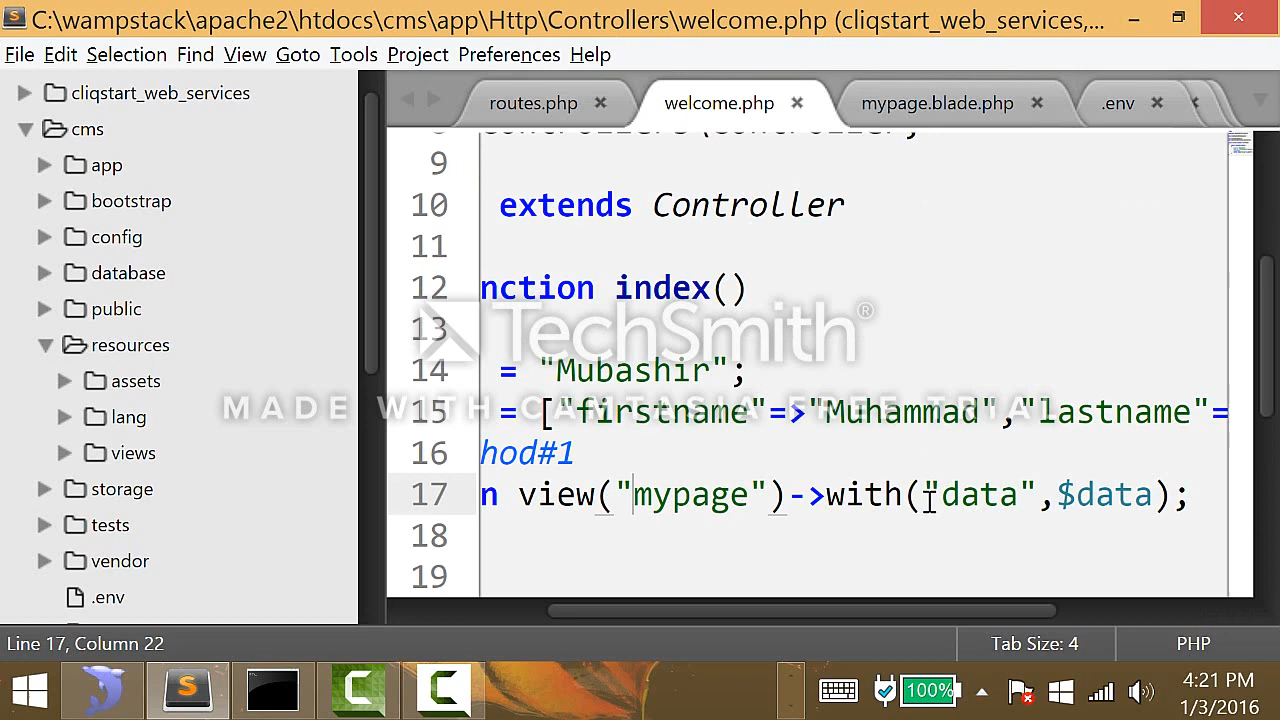 C:\wampstack\apache2\htdocs\cms\app\Http\Controllers\welcome.php (cliqstart_web_services,...
File Edit Selection Find View Goto Tools Project Preferences Help
cliqstart_web_services
cms
app
bootstrap
config
database
public
resources
assets
lang
views
storage
tests
vendor
.env
routes.php
welcome.php
mypage.blade.php
.env
9
10 extends Controller
11
12 nction index()
13
14 = "Mubashir";
15 = ["firstname"=>"Muhammad","lastname"=
16 hod#1
17 n view("mypage")->with("data",$data);
18
19
TechSmith®
MADE WITH CAMTASIA FREE TRIAL
Line 17, Column 22
Tab Size: 4
PHP
100%
4:21 PM
1/3/2016